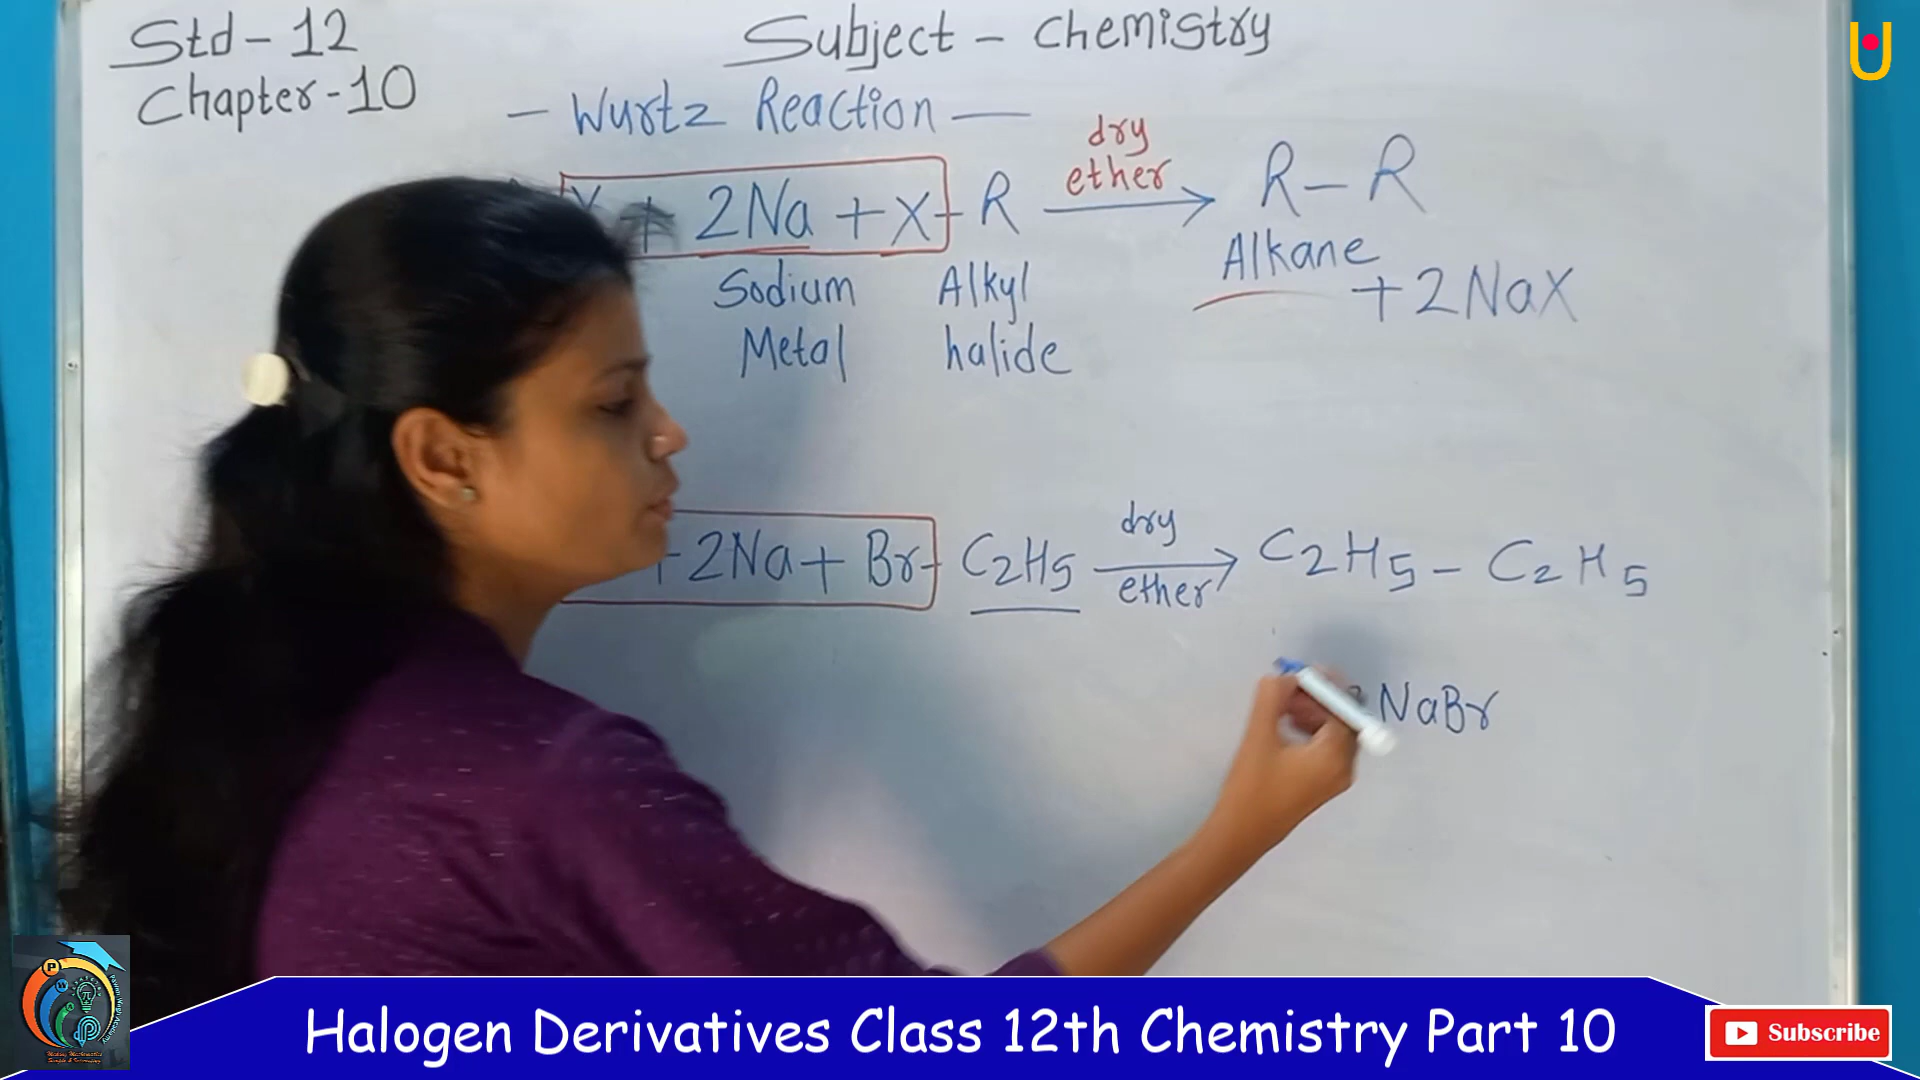 Std - 12
Subject - Chemistry
Chapter - 10
- Wurtz Reaction -
dry
ether
X + 2Na + X - R → R - R
Sodium Alkyl Alkane
Metal halide + 2NaX
dry
+ 2Na + Br - C2H5 → C2H5 - C2H5
ether
NaBr
Halogen Derivatives Class 12th Chemistry Part 10
Subscribe